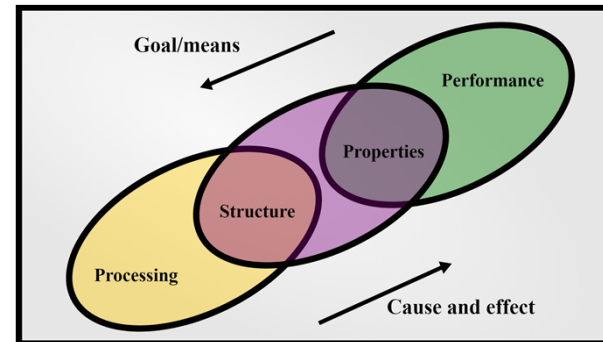 Goal/means
Performance
Properties
Structure
Processing
Cause and effect